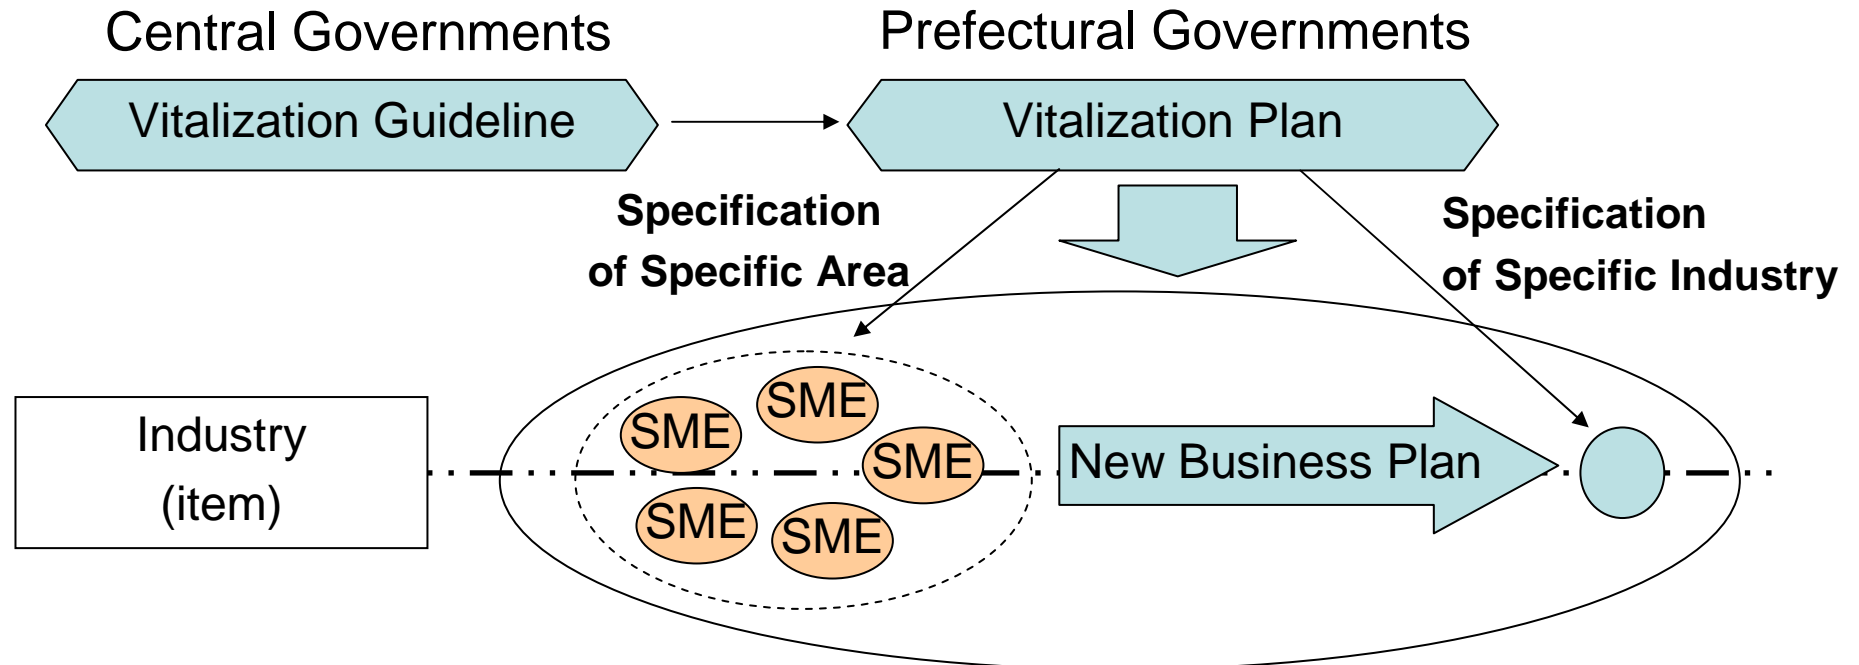 Central Governments
Prefectural Governments
Vitalization Guideline
Vitalization Plan
Specification
of Specific Area
Specification
of Specific Industry
Industry
(item)
SME
SME
SME
SME
SME
New Business Plan